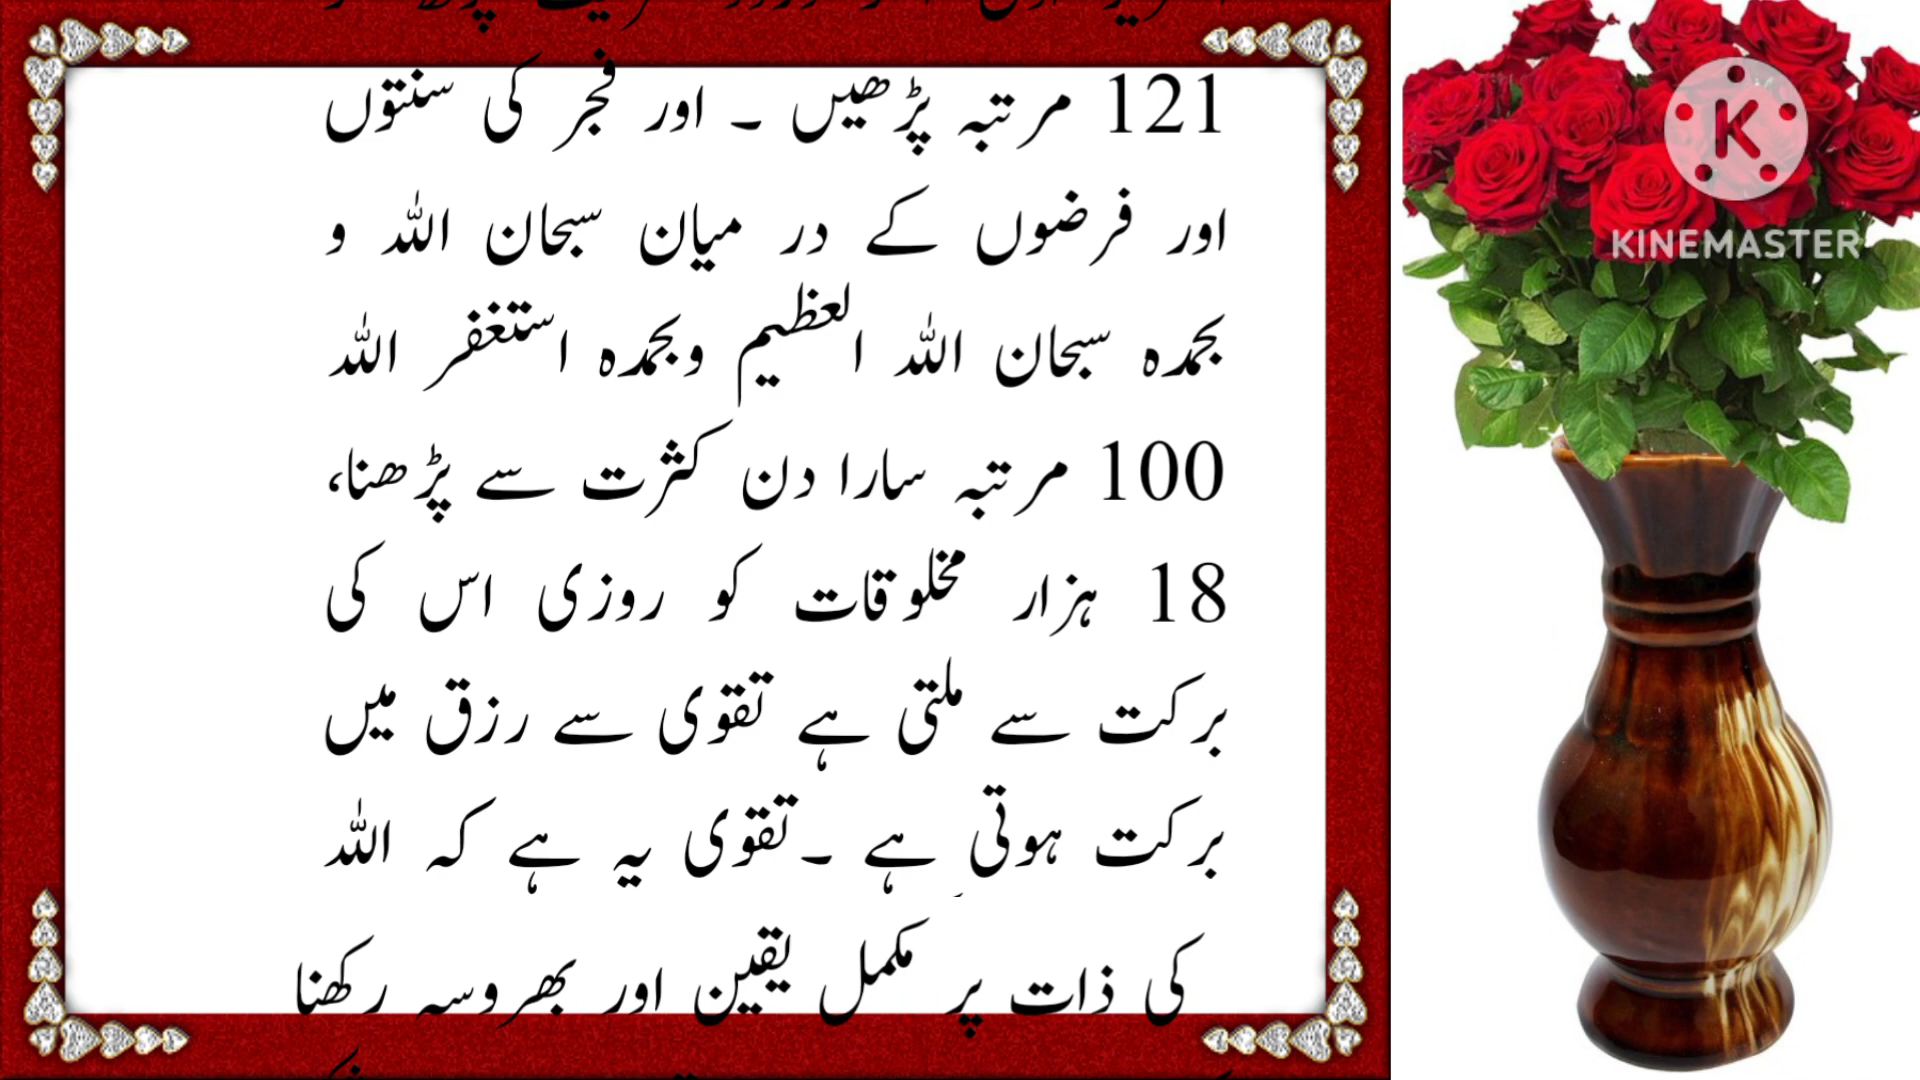 121 مرتبہ پڑھیں ۔ اور فجر کی سنتوں
اور فرضوں کے در میان سبحان اللہ و
بحمدہ سبحان اللہ العظیم وبحمدہ استغفر اللہ
100 مرتبہ سارا دن کثرت سے پڑھنا،
18 ہزار مخلوقات کو روزی اس کی
برکت سے ملتی ہے تقوی سے رزق میں
برکت ہوتی ہے ۔تقوی یہ ہے کہ اللہ
کی ذات پر مکمل یقین اور بھروسہ رکھنا
KINEMASTER